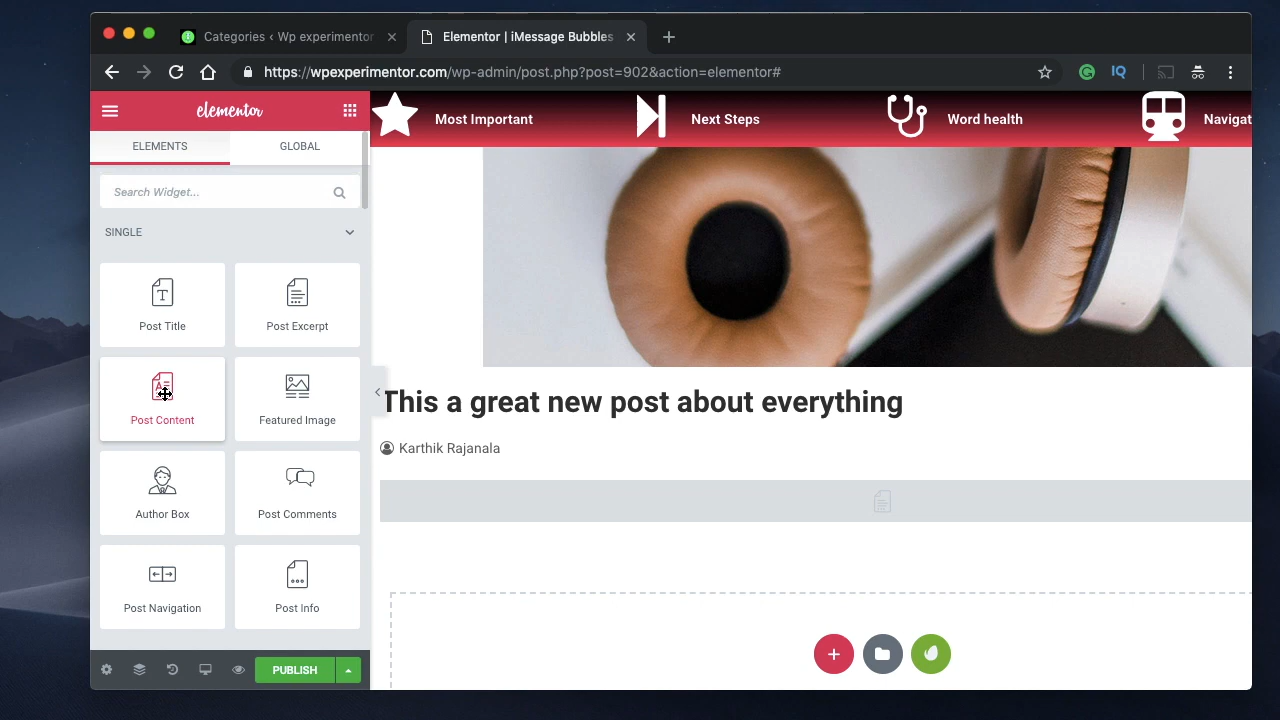 Categories ‹ Wp experimentor
Elementor | iMessage Bubbles
https://wpexperimentor.com/wp-admin/post.php?post=902&action=elementor#
IQ
elementor
Most Important
Next Steps
Word health
Navigat
ELEMENTS
GLOBAL
Search Widget...
SINGLE
Post Title
Post Excerpt
Post Content
Featured Image
This a great new post about everything
Karthik Rajanala
Author Box
Post Comments
Post Navigation
Post Info
PUBLISH